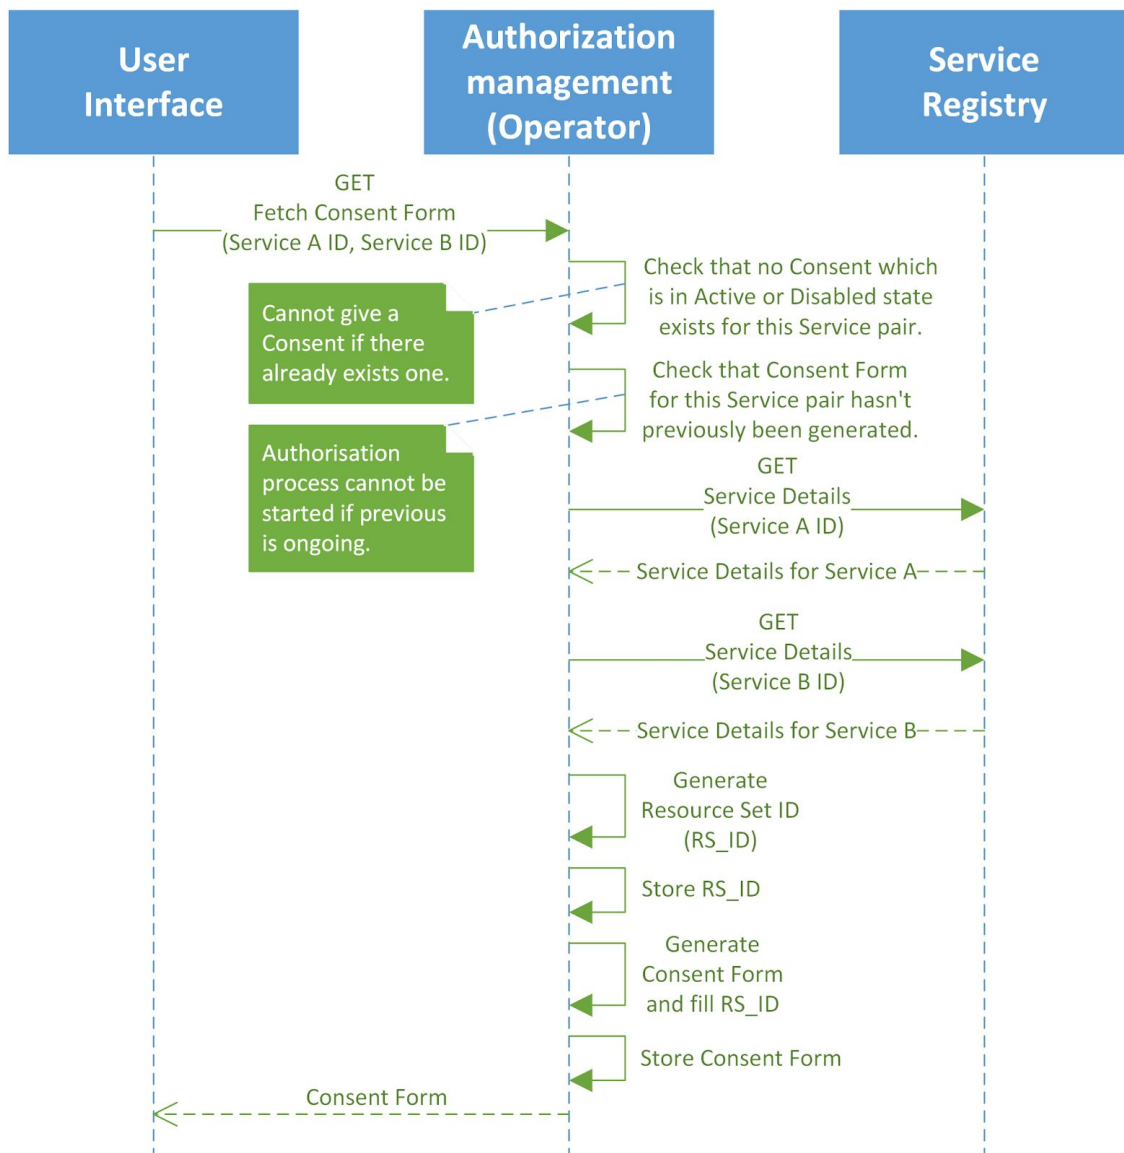 User
Interface
Authorization
management
(Operator)
Service
Registry
GET
Fetch Consent Form
(Service A ID, Service B ID)
Check that no Consent which
is in Active or Disabled state
exists for this Service pair.
Cannot give a
Consent if there
already exists one.
Check that Consent Form
for this Service pair hasn't
previously been generated.
Authorisation
process cannot be
started if previous
is ongoing.
GET
Service Details
(Service A ID)
Service Details for Service A
GET
Service Details
(Service B ID)
Service Details for Service B
Generate
Resource Set ID
(RS_ID)
Store RS_ID
Generate
Consent Form
and fill RS_ID
Store Consent Form
Consent Form